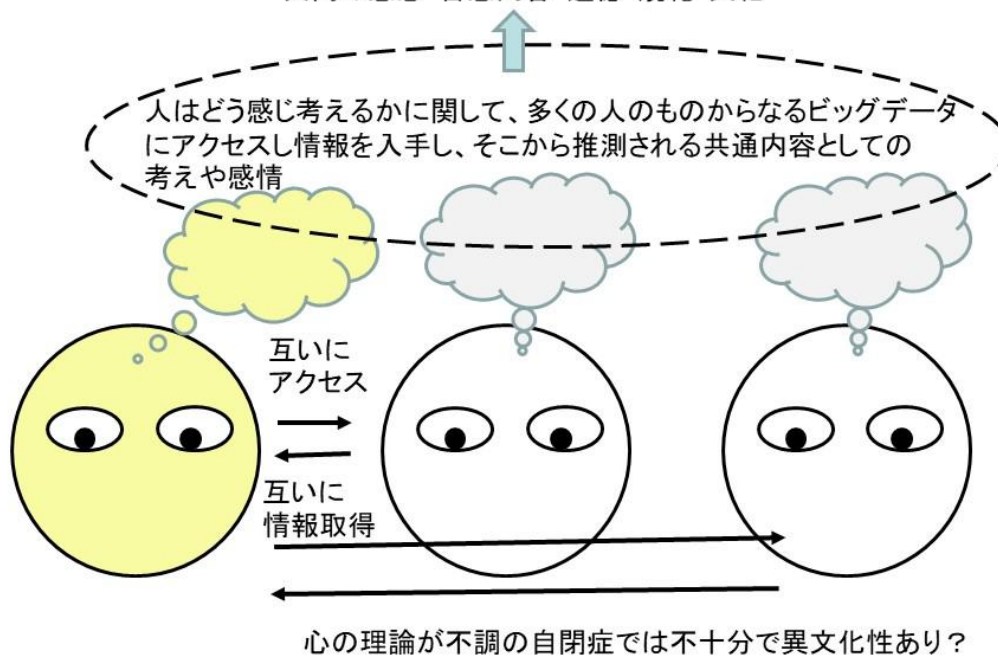 人はどう感じ考えるかに関して、多くの人のものからなるビッグデータ
にアクセスし情報を入手し、そこから推測される共通内容としての
考えや感情
互いに
アクセス
互いに
情報取得
心の理論が不調の自閉症では不十分で異文化性あり?